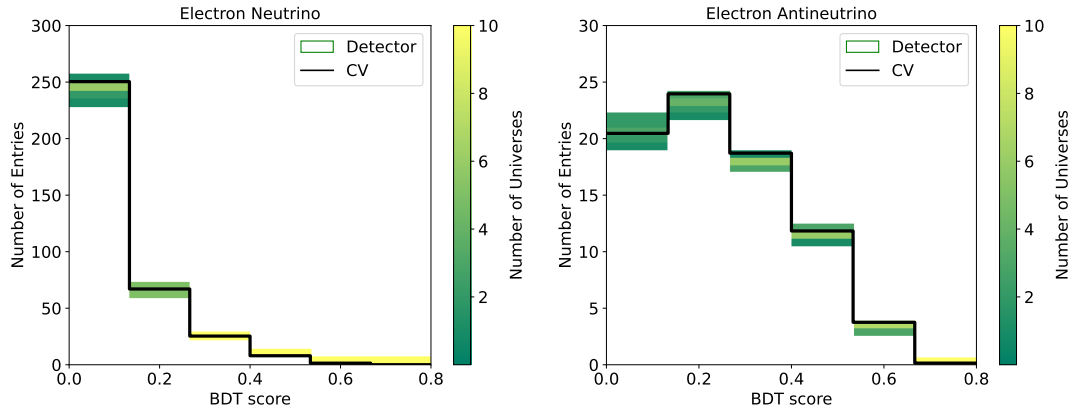 Electron Neutrino
300
250
200
150
100
50
0
Number of Entries
0.0 0.2 0.4 0.6 0.8
BDT score
Detector
CV
10
8
6
4
2
Number of Universes
Electron Antineutrino
30
25
20
15
10
5
0
Number of Entries
0.0 0.2 0.4 0.6 0.8
BDT score
Detector
CV
10
8
6
4
2
Number of Universes